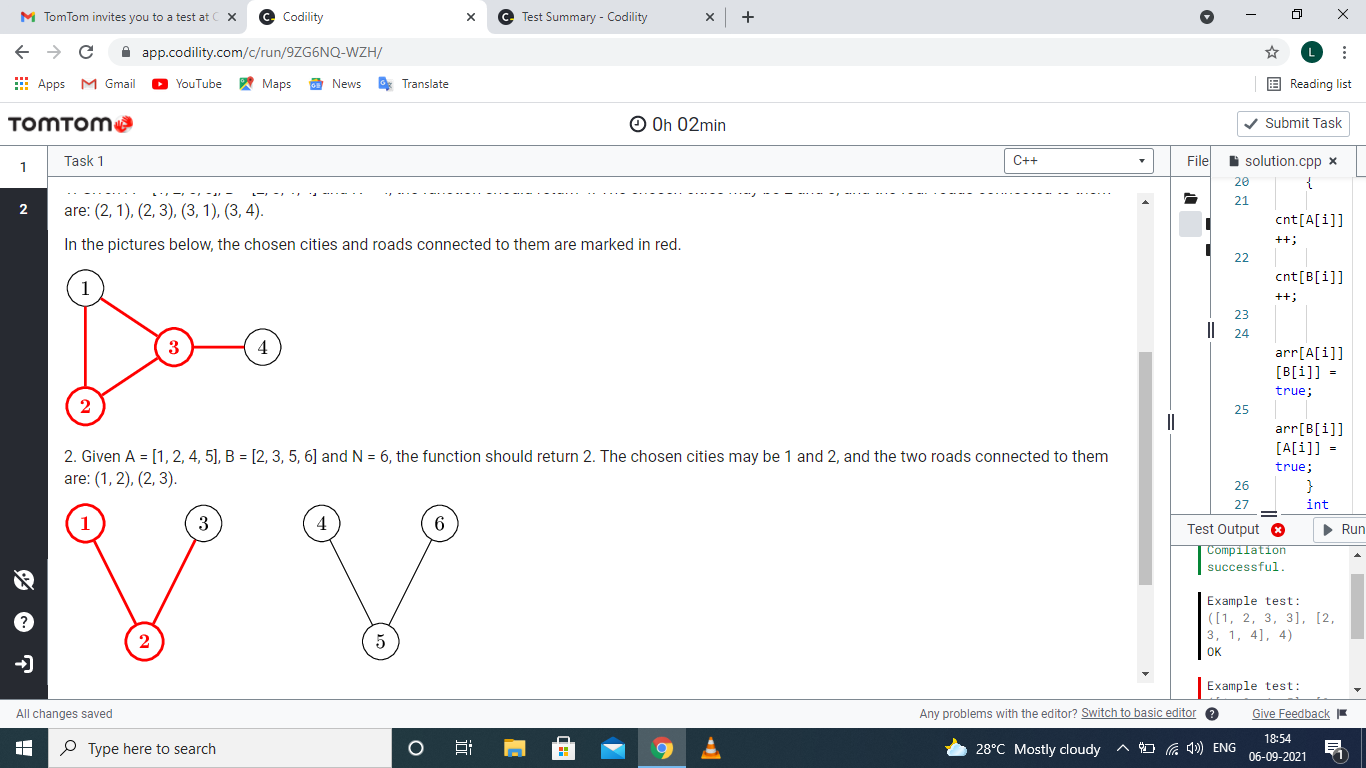 TomTom invites you to a test at C
Codility
Test Summary - Codility
app.codility.com/c/run/9ZG6NQ-WZH/
L
Apps
Gmail
YouTube
Maps
News
Translate
Reading list
TOMTOM
0h 02min
Submit Task
1
2
Task 1
C++
File
solution.cpp
are: (2, 1), (2, 3), (3, 1), (3, 4).
In the pictures below, the chosen cities and roads connected to them are marked in red.
1
3
4
2
2. Given A = [1, 2, 4, 5], B = [2, 3, 5, 6] and N = 6, the function should return 2. The chosen cities may be 1 and 2, and the two roads connected to them
are: (1, 2), (2, 3).
1
3
4
6
2
5
20 {
21
cnt[A[i]]
++;
22
cnt[B[i]]
++;
23
24
arr[A[i]]
[B[i]] =
true;
25
arr[B[i]]
[A[i]] =
true;
26 }
27 int
Test Output
Run
Compilation
successful.
Example test:
([1, 2, 3, 3], [2,
3, 1, 4], 4)
OK
Example test:
All changes saved
Any problems with the editor? Switch to basic editor
Give Feedback
Type here to search
28°C Mostly cloudy
ENG
18:54
06-09-2021
1